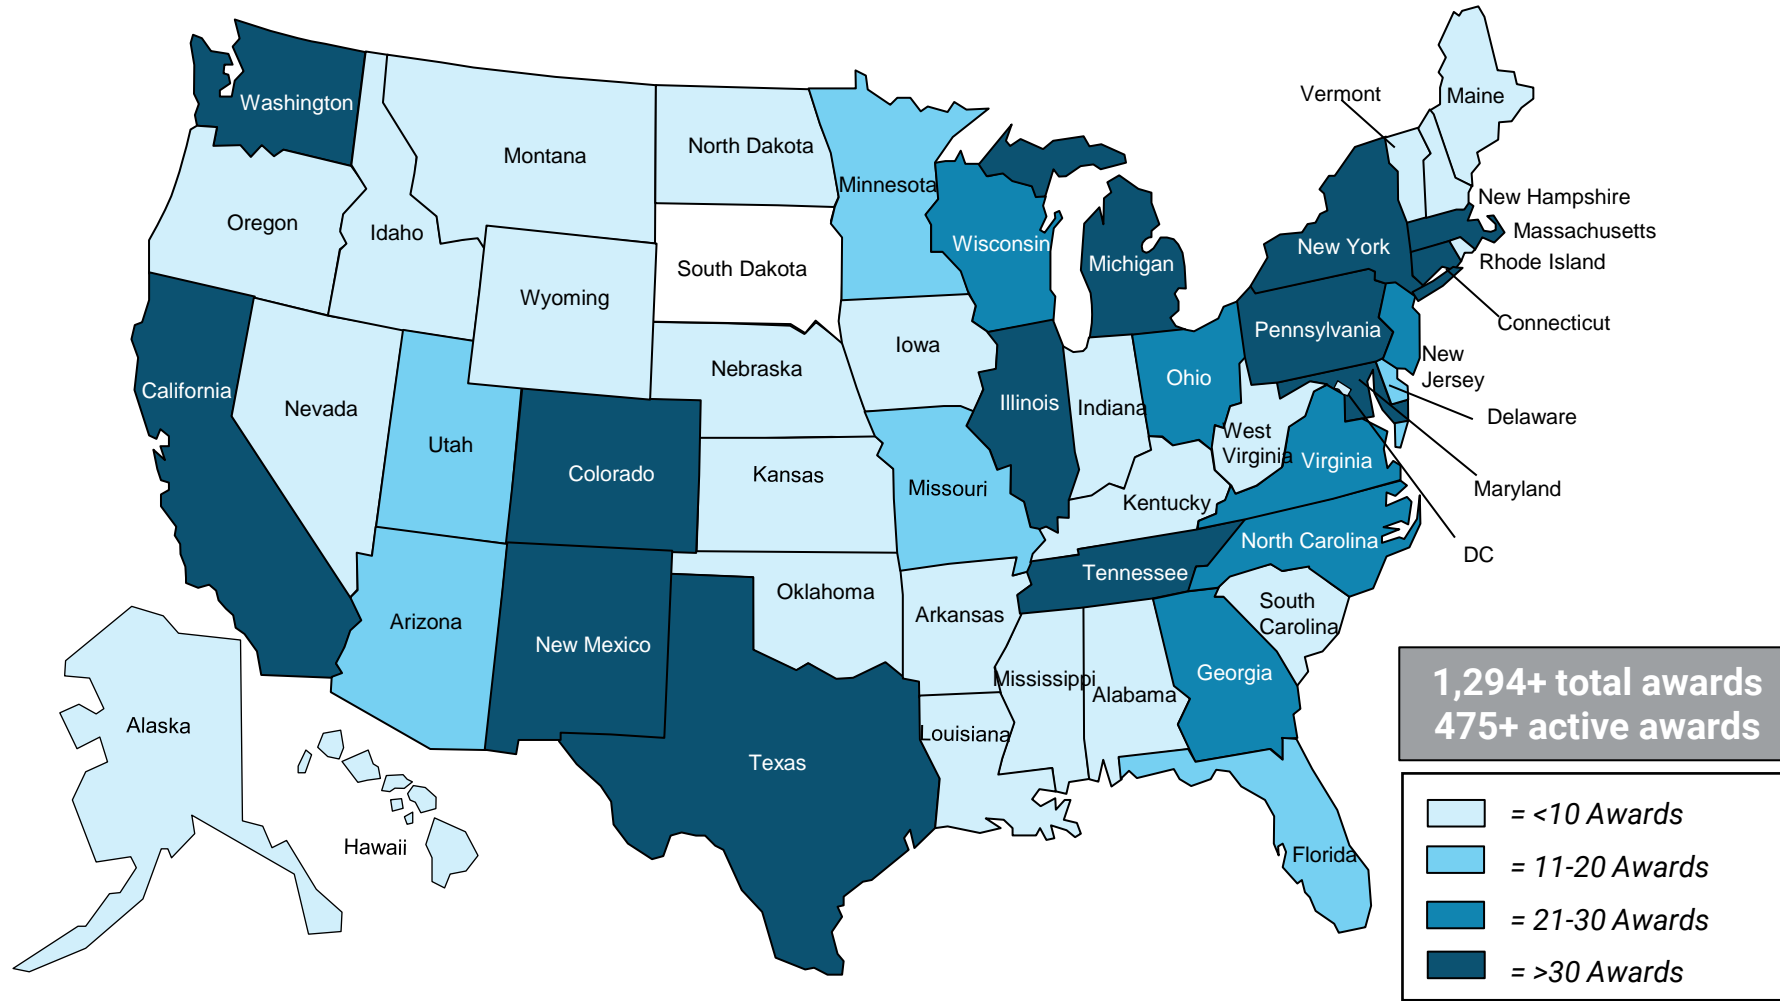 Washington
Montana
North Dakota
Minnesota
Vermont
Maine
Oregon
Idaho
Wyoming
South Dakota
Wisconsin
Michigan
New York
New Hampshire
Massachusetts
Rhode Island
Connecticut
Pennsylvania
New
Jersey
Delaware
Maryland
DC
California
Nevada
Utah
Colorado
Nebraska
Iowa
Kansas
Missouri
Illinois
Indiana
Ohio
West
Virginia
Virginia
Kentucky
North Carolina
Tennessee
South
Carolina
Arizona
New Mexico
Oklahoma
Arkansas
Mississippi
Alabama
Georgia
Louisiana
Texas
Florida
Alaska
Hawaii
1,294+ total awards
475+ active awards
= <10 Awards
= 11-20 Awards
= 21-30 Awards
= >30 Awards